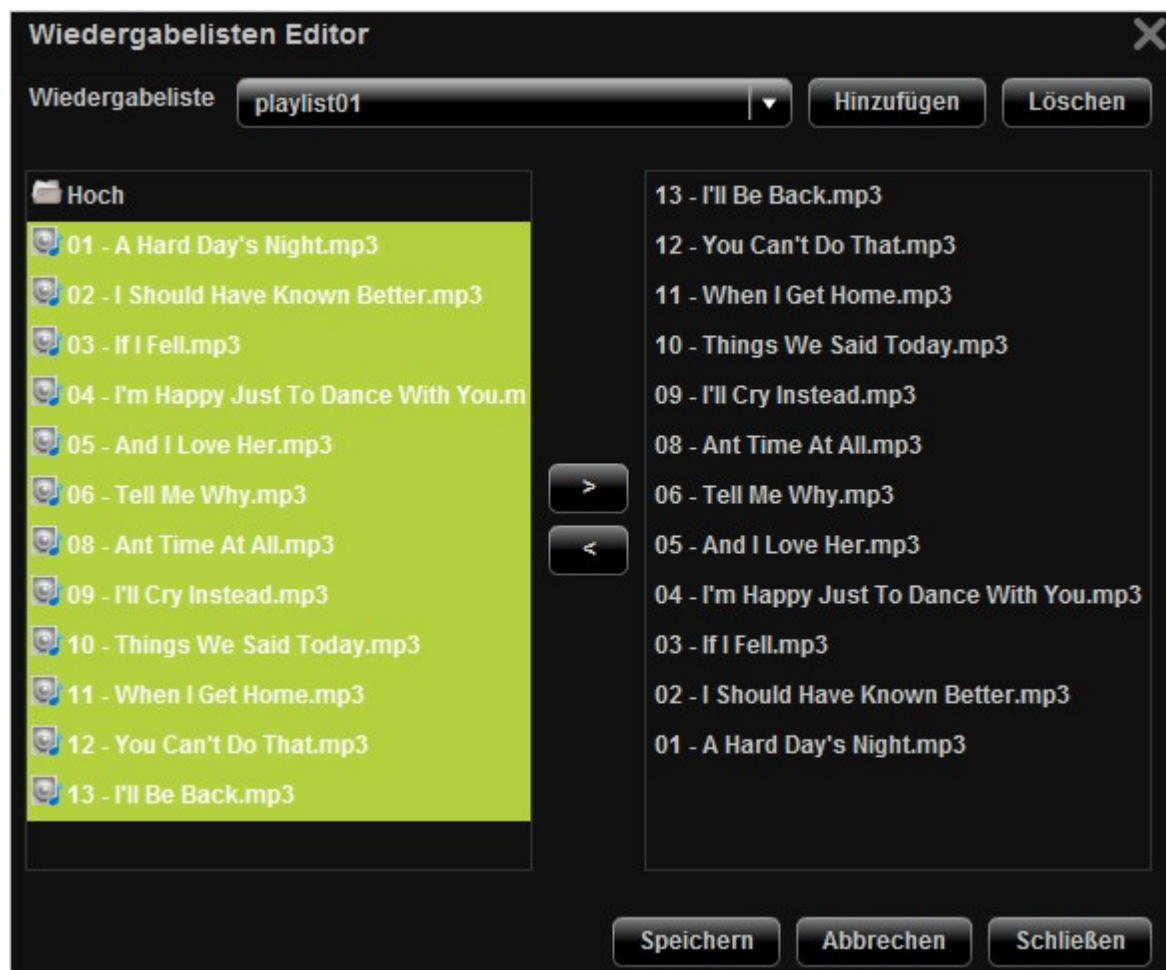 Wiedergabelisten Editor
Wiedergabeliste playlist01 Hinzufügen Löschen
Hoch
01 - A Hard Day's Night.mp3
02 - I Should Have Known Better.mp3
03 - If I Fell.mp3
04 - I'm Happy Just To Dance With You.m
05 - And I Love Her.mp3
06 - Tell Me Why.mp3
08 - Ant Time At All.mp3
09 - I'll Cry Instead.mp3
10 - Things We Said Today.mp3
11 - When I Get Home.mp3
12 - You Can't Do That.mp3
13 - I'll Be Back.mp3
>
<
13 - I'll Be Back.mp3
12 - You Can't Do That.mp3
11 - When I Get Home.mp3
10 - Things We Said Today.mp3
09 - I'll Cry Instead.mp3
08 - Ant Time At All.mp3
06 - Tell Me Why.mp3
05 - And I Love Her.mp3
04 - I'm Happy Just To Dance With You.mp3
03 - If I Fell.mp3
02 - I Should Have Known Better.mp3
01 - A Hard Day's Night.mp3
Speichern Abbrechen Schließen